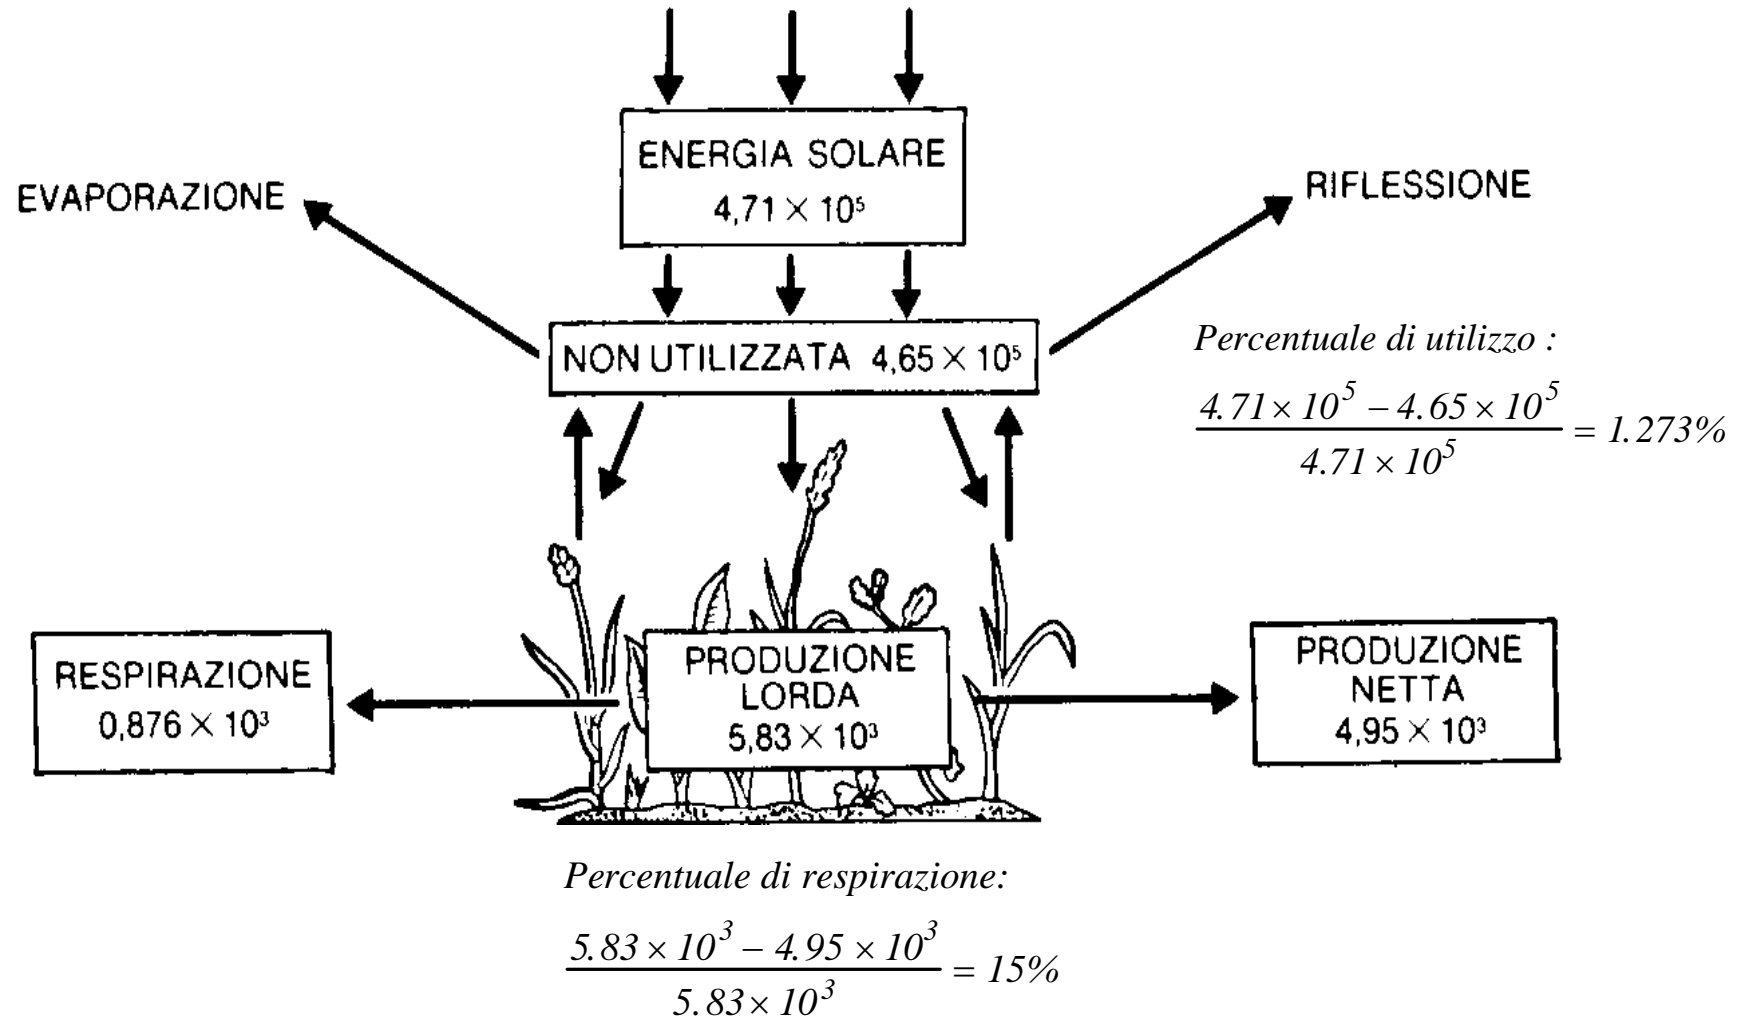 ENERGIA SOLARE
4,71 × 10⁵
EVAPORAZIONE
RIFLESSIONE
NON UTILIZZATA 4,65 × 10⁵
Percentuale di utilizzo :
4.71 × 10⁵ – 4.65 × 10⁵
4.71 × 10⁵
= 1.273%
RESPIRAZIONE
0,876 × 10³
PRODUZIONE
LORDA
5,83 × 10³
PRODUZIONE
NETTA
4,95 × 10³
Percentuale di respirazione:
5.83 × 10³ – 4.95 × 10³
5.83 × 10³
= 15%